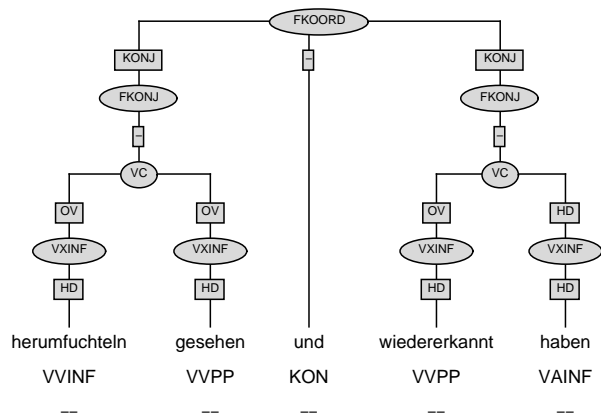 FKOORD
KONJ – KONJ
FKONJ FKONJ
– –
VC VC
OV OV OV HD
VXINF VXINF VXINF VXINF
HD HD HD HD
herumfuchteln gesehen und wiedererkannt haben
VVINF VVPP KON VVPP VAINF
-- -- -- -- --